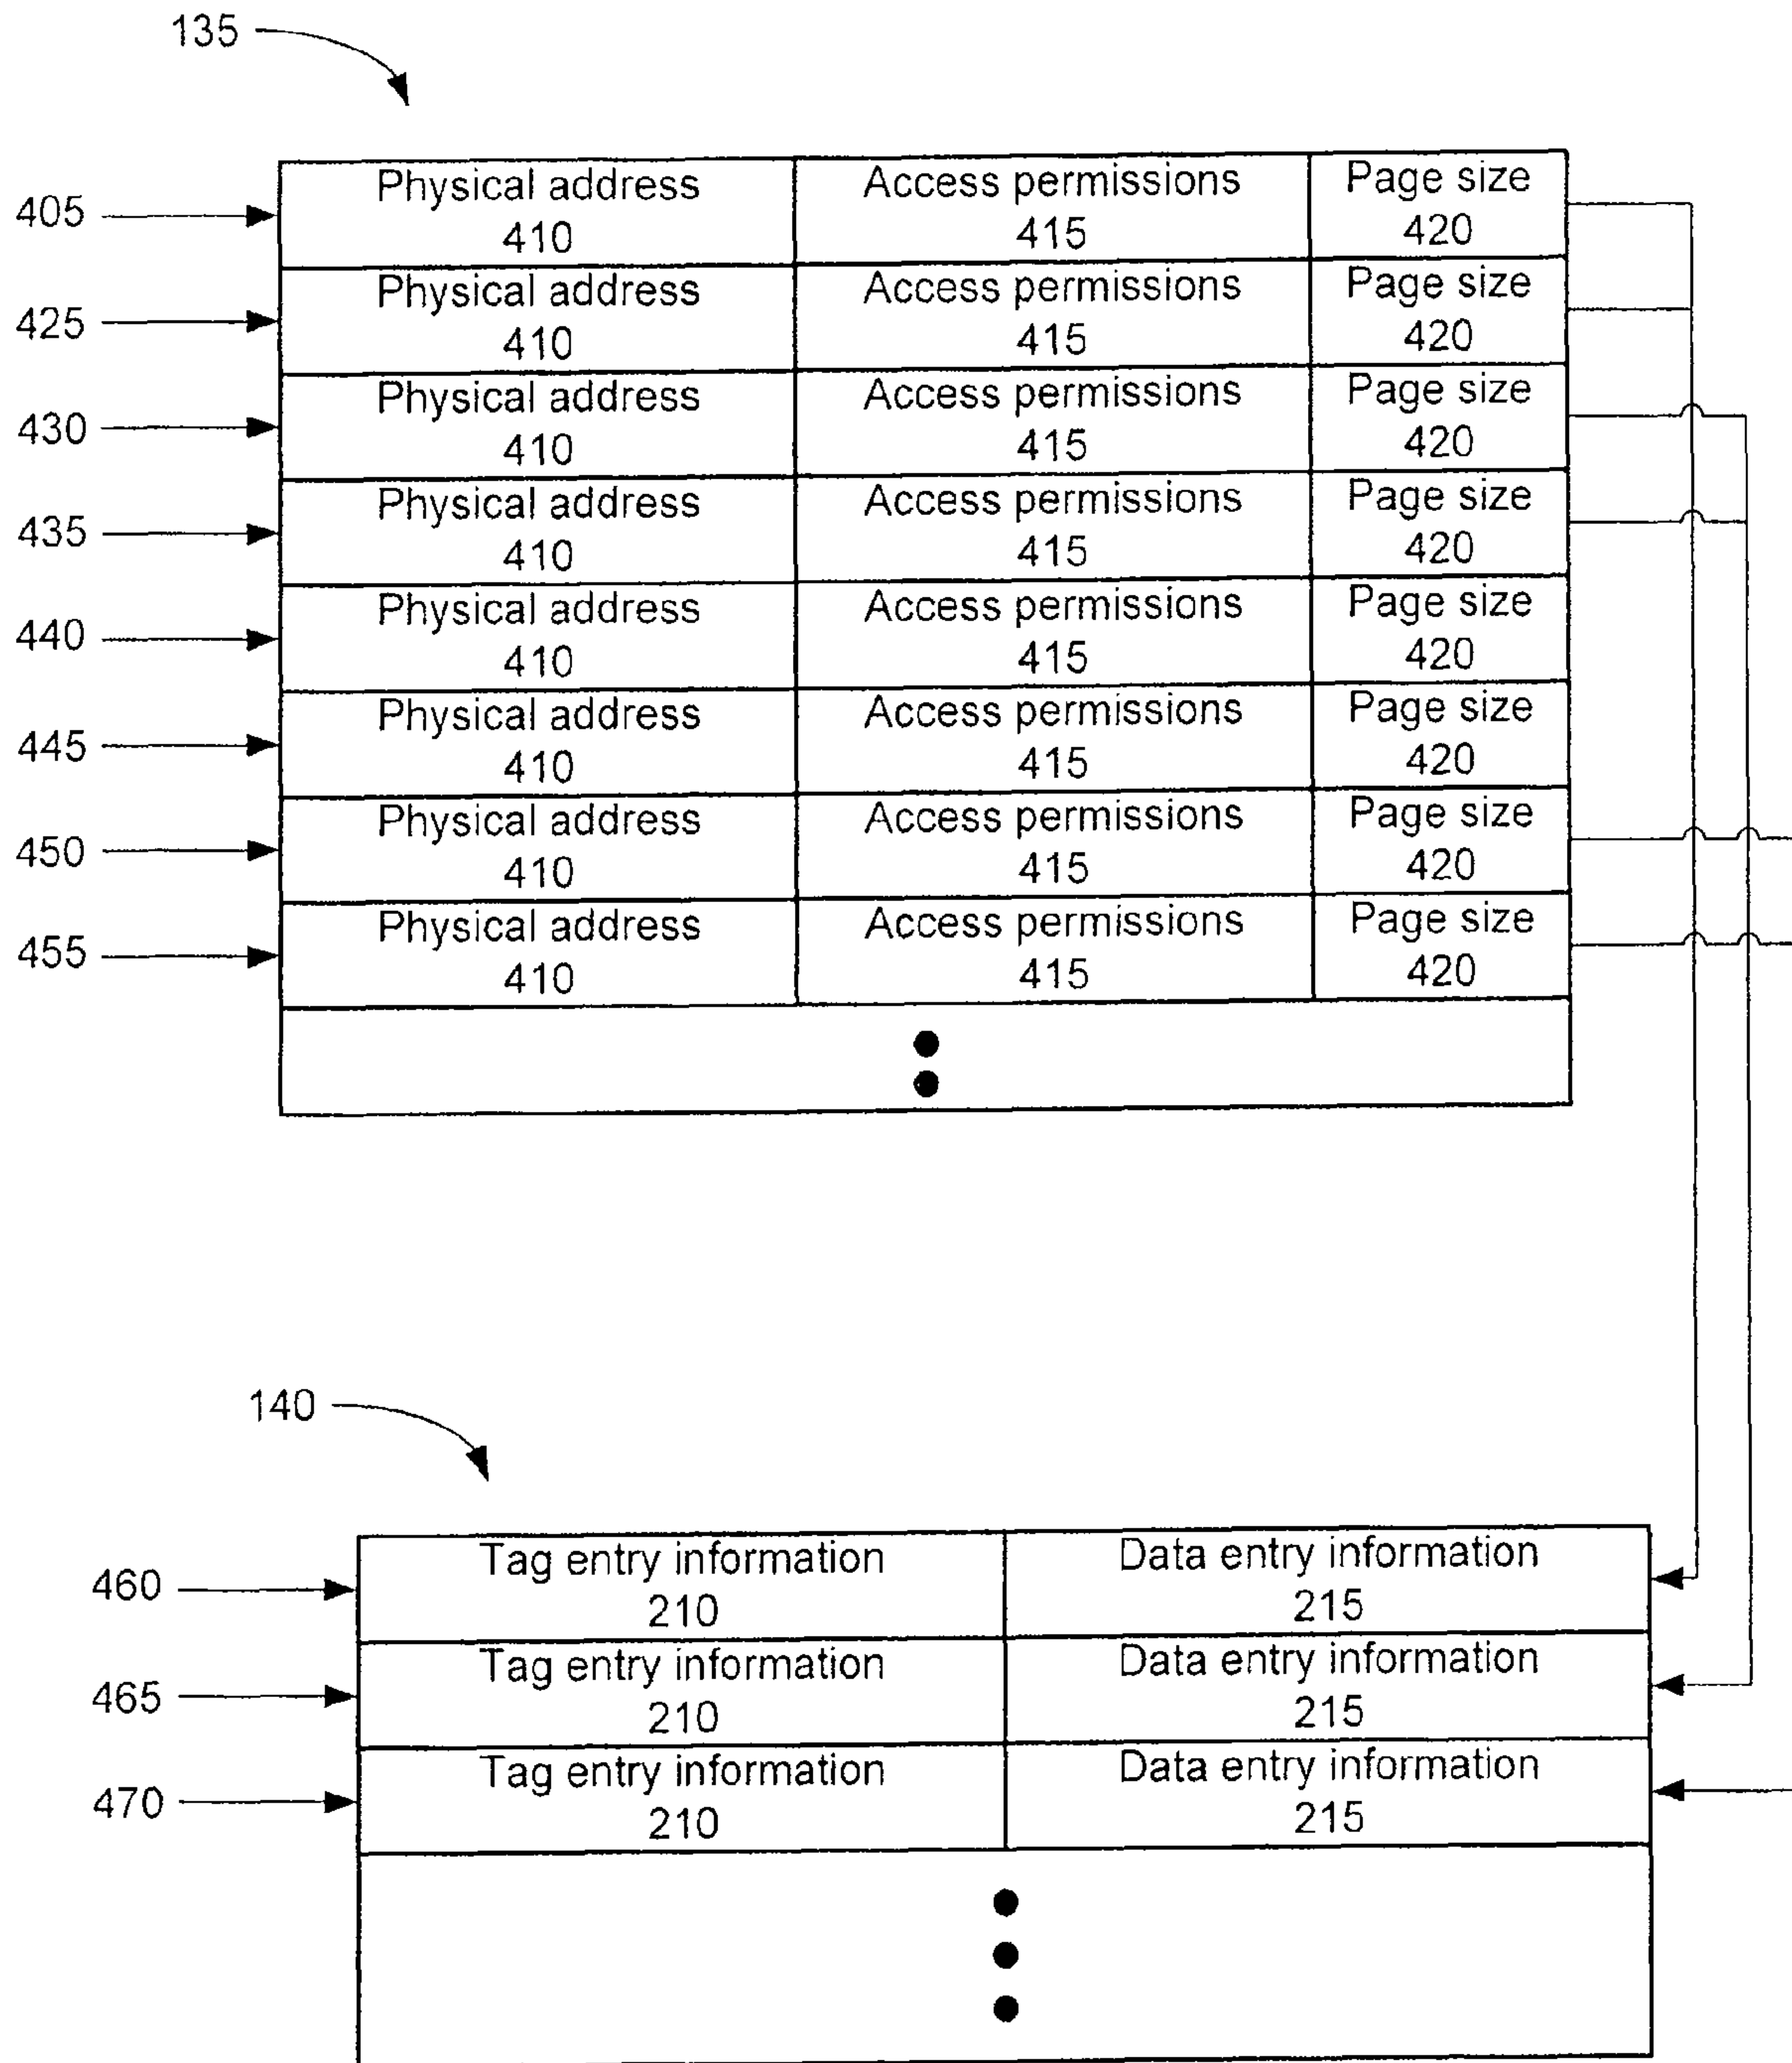 135
Physical address Access permissions Page size
405 410 415 420
Physical address Access permissions Page size
425 410 415 420
Physical address Access permissions Page size
430 410 415 420
Physical address Access permissions Page size
435 410 415 420
Physical address Access permissions Page size
440 410 415 420
Physical address Access permissions Page size
445 410 415 420
Physical address Access permissions Page size
450 410 415 420
Physical address Access permissions Page size
455 410 415 420
140
Tag entry information Data entry information
460 210 215
Tag entry information Data entry information
465 210 215
Tag entry information Data entry information
470 210 215